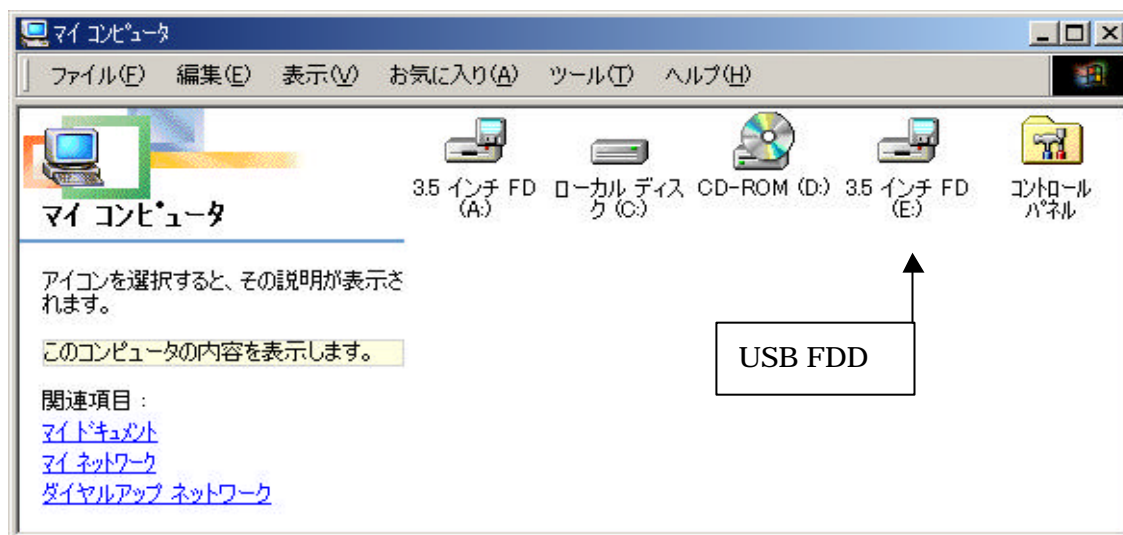 マイ コンピュータ
ファイル(F) 編集(E) 表示(V) お気に入り(A) ツール(T) ヘルプ(H)
マイ コンピュータ
3.5 インチ FD
(A:)
ローカル ディス
ク (C:)
CD-ROM (D:)
3.5 インチ FD
(E:)
コントロール
パネル
アイコンを選択すると、その説明が表示さ
れます。
このコンピュータの内容を表示します。
関連項目：
マイ ドキュメント
マイ ネットワーク
ダイヤルアップ ネットワーク
USB FDD